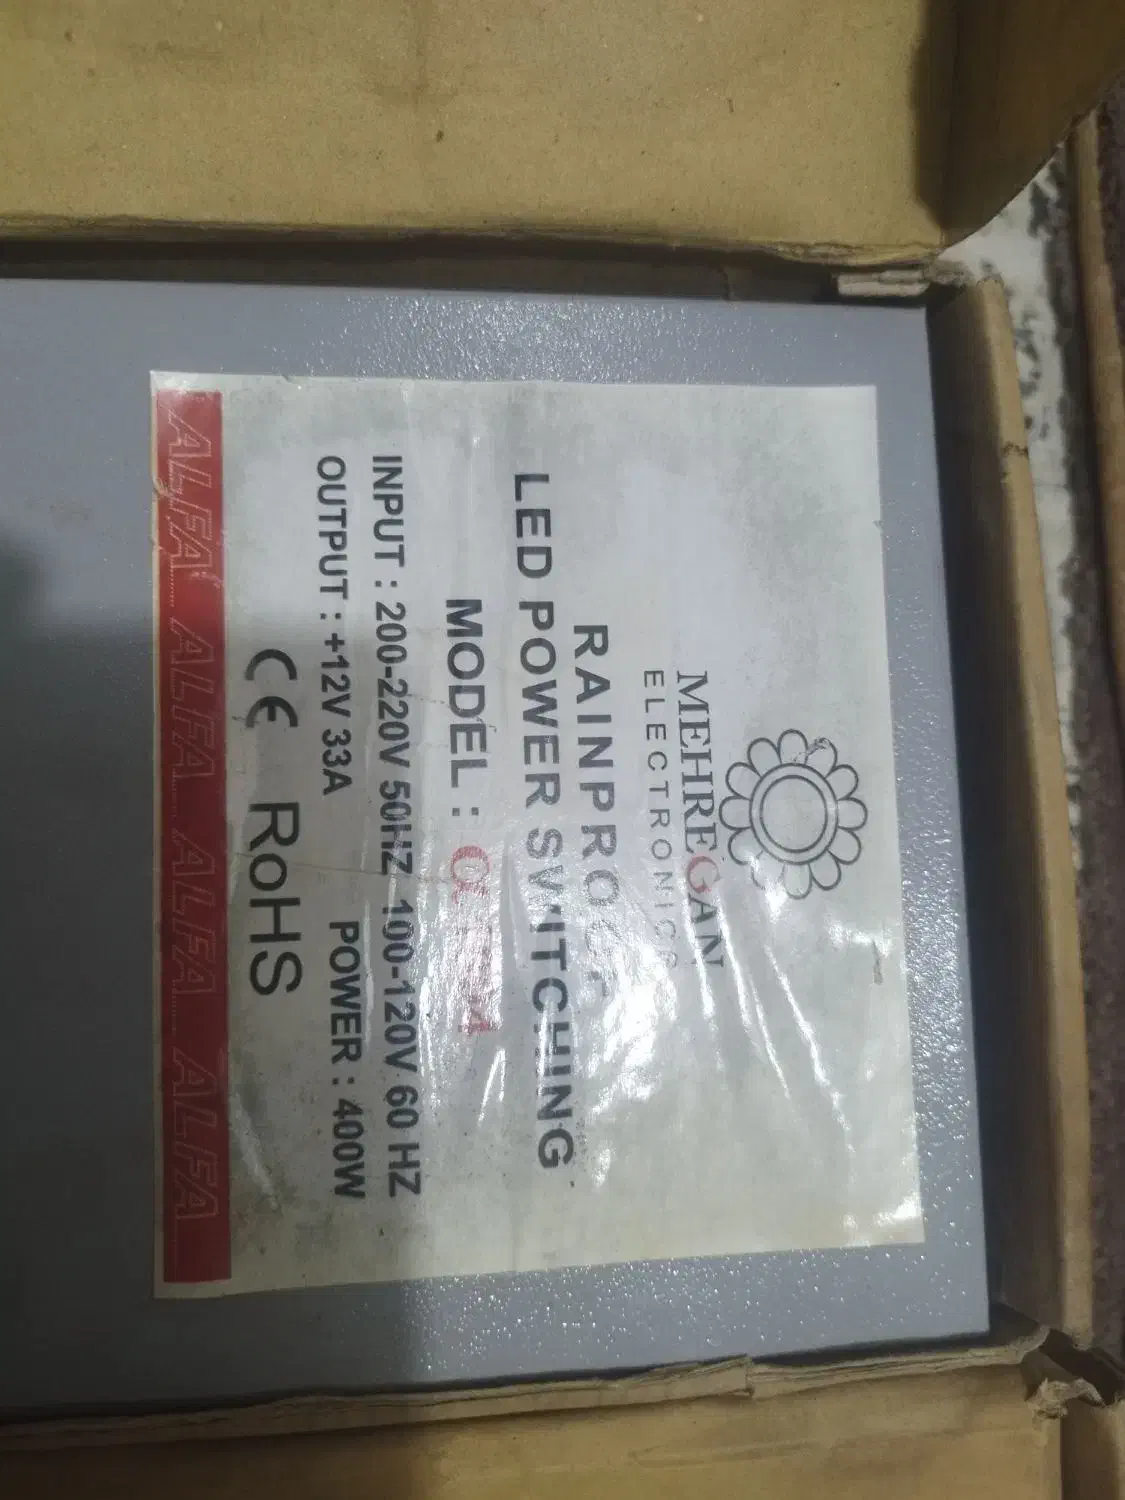 MEHREGAN
ELECTRONICS
RAINPROOF
LED POWER SWITCHING
MODEL :
INPUT : 200-220V 50HZ 100-120V 60 HZ
OUTPUT : +12V 33A POWER : 400W
CE RoHS
ALFA ALFA ALFA ALFA ALFA